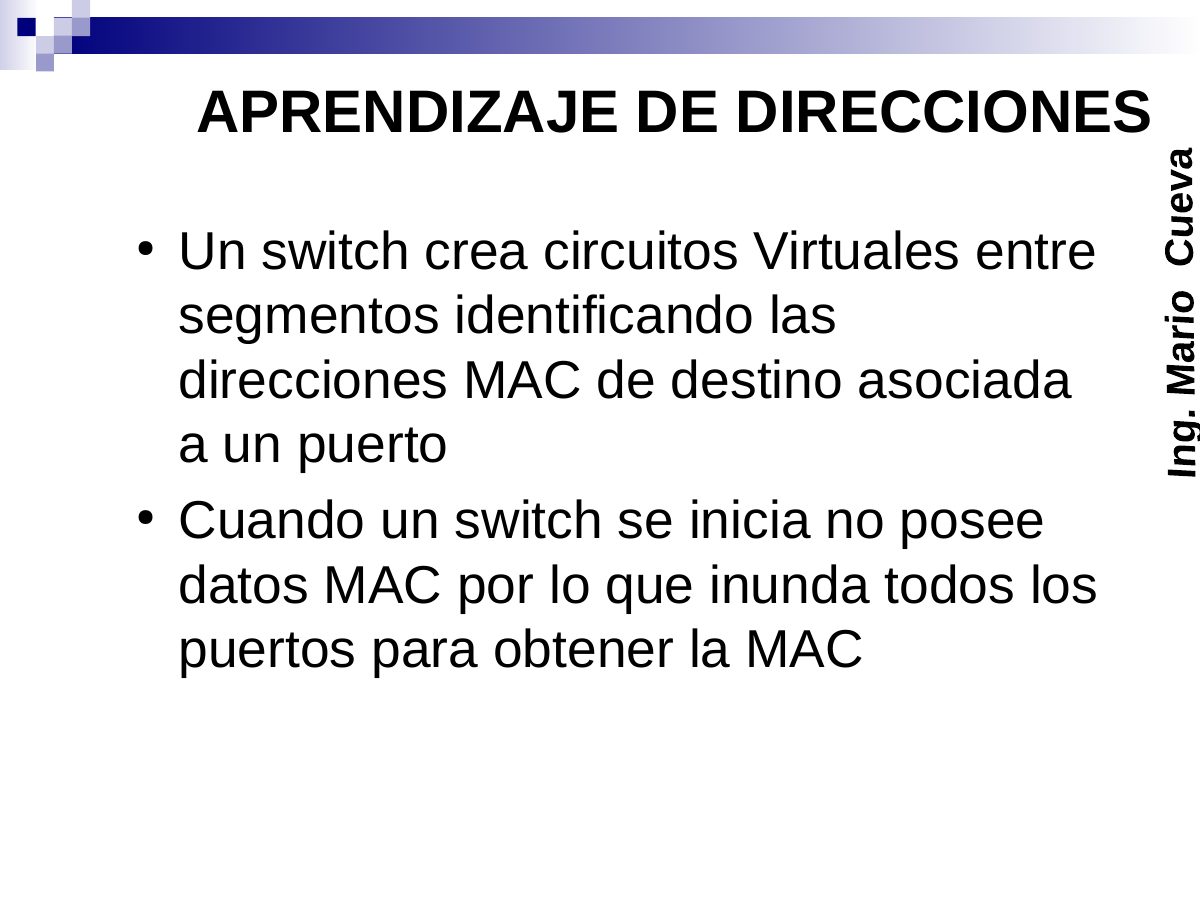 APRENDIZAJE DE DIRECCIONES
• Un switch crea circuitos Virtuales entre
segmentos identificando las
direcciones MAC de destino asociada
a un puerto
• Cuando un switch se inicia no posee
datos MAC por lo que inunda todos los
puertos para obtener la MAC
Ing. Mario Cueva